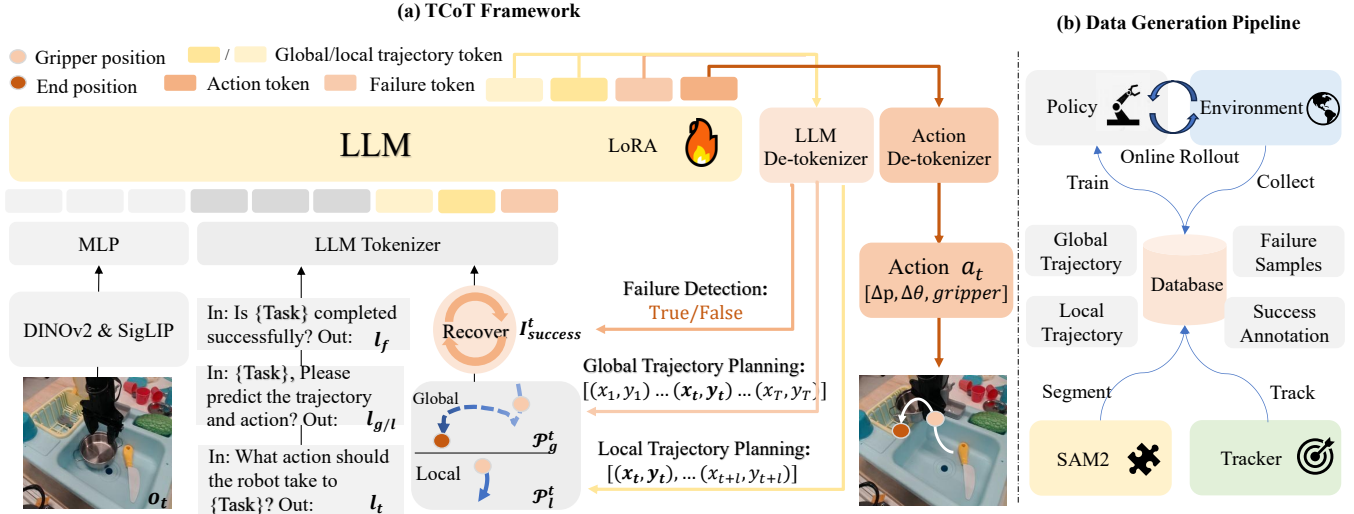 (a) TCoT Framework
Gripper position
/
Global/local trajectory token
End position
Action token
Failure token
LLM
LoRA
LLM
De-tokenizer
Action
De-tokenizer
MLP
LLM Tokenizer
DINOv2 & SigLIP
In: Is {Task} completed
successfully? Out: l_f
In: {Task}, Please
predict the trajectory
and action? Out: l_{g/l}
In: What action should
the robot take to
{Task}? Out: l_t
o_t
Recover
I^t_{success}
Global
𝒫^t_g
Local
𝒫^t_l
Failure Detection:
True/False
Global Trajectory Planning:
[(x_1, y_1) … (x_t, y_t) … (x_T, y_T)]
Local Trajectory Planning:
[(x_t, y_t), … (x_{t+l}, y_{t+l})]
Action a_t
[Δp, Δθ, gripper]
(b) Data Generation Pipeline
Policy
Environment
Online Rollout
Train
Collect
Global
Trajectory
Failure
Samples
Database
Local
Trajectory
Success
Annotation
Segment
Track
SAM2
Tracker